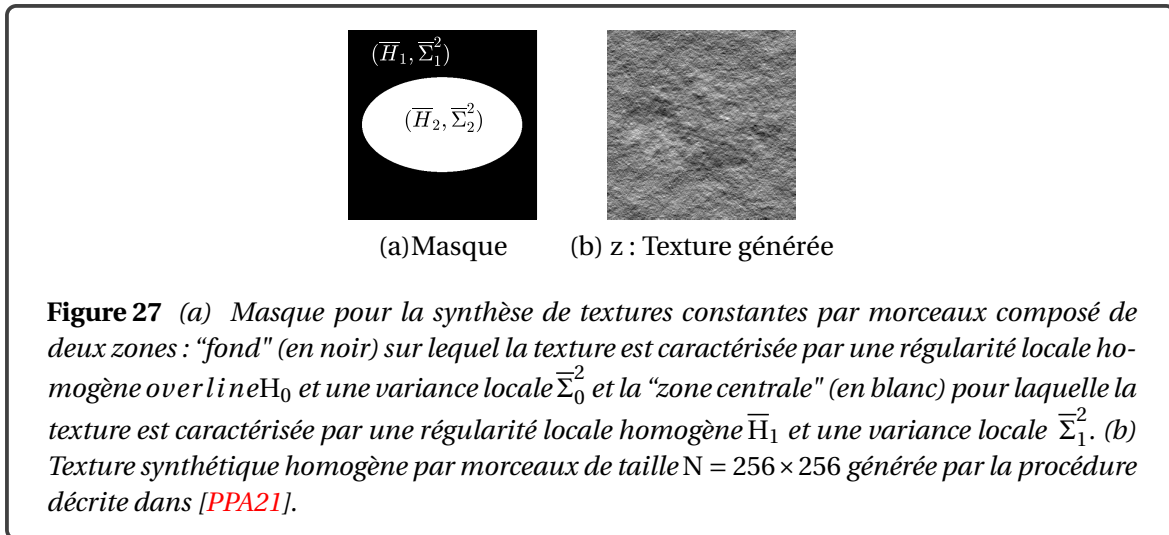 (H̅₁, Σ̅₁²)
(H̅₂, Σ̅₂²)
(a)Masque (b) z : Texture générée
Figure 27 (a) Masque pour la synthèse de textures constantes par morceaux composé de
deux zones : “fond" (en noir) sur lequel la texture est caractérisée par une régularité locale ho-
mogène overlineH₀ et une variance locale Σ̅₀² et la “zone centrale" (en blanc) pour laquelle la
texture est caractérisée par une régularité locale homogène H̅₁ et une variance locale Σ̅₁². (b)
Texture synthétique homogène par morceaux de taille N = 256 × 256 générée par la procédure
décrite dans [PPA21].